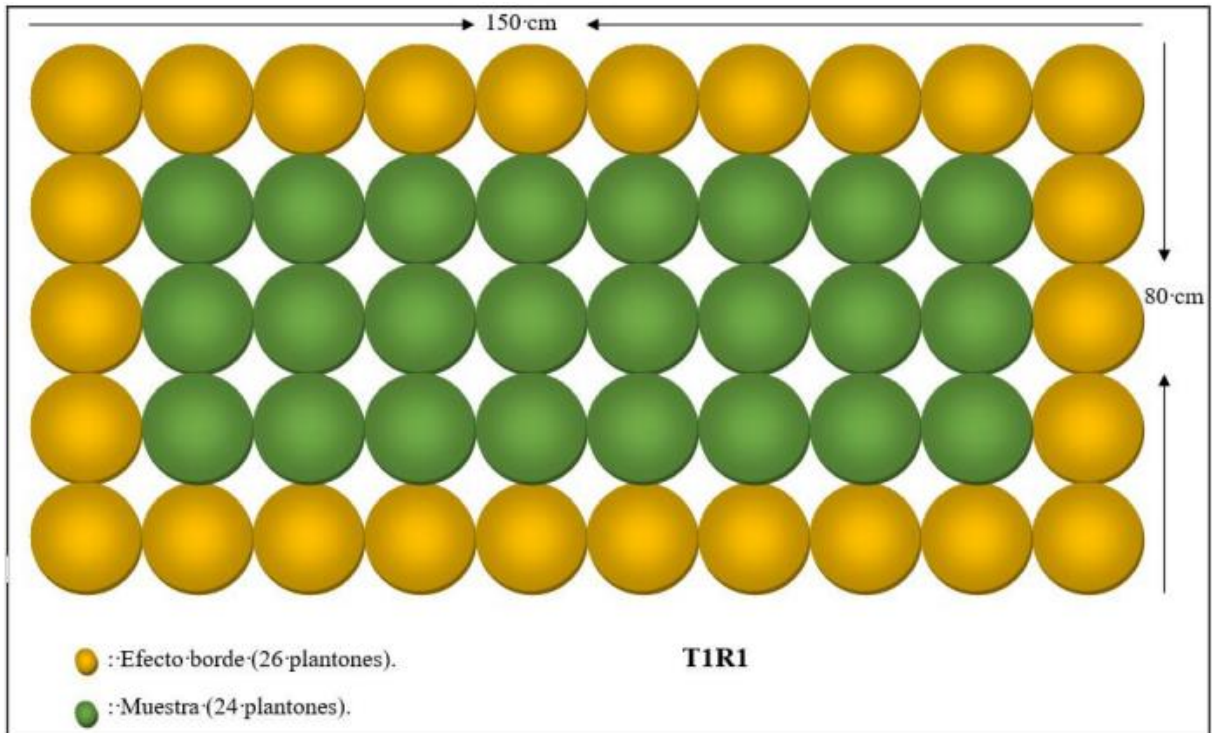 150·cm
80·cm
:·Efecto·borde·(26·plantones).
T1R1
:·Muestra·(24·plantones).